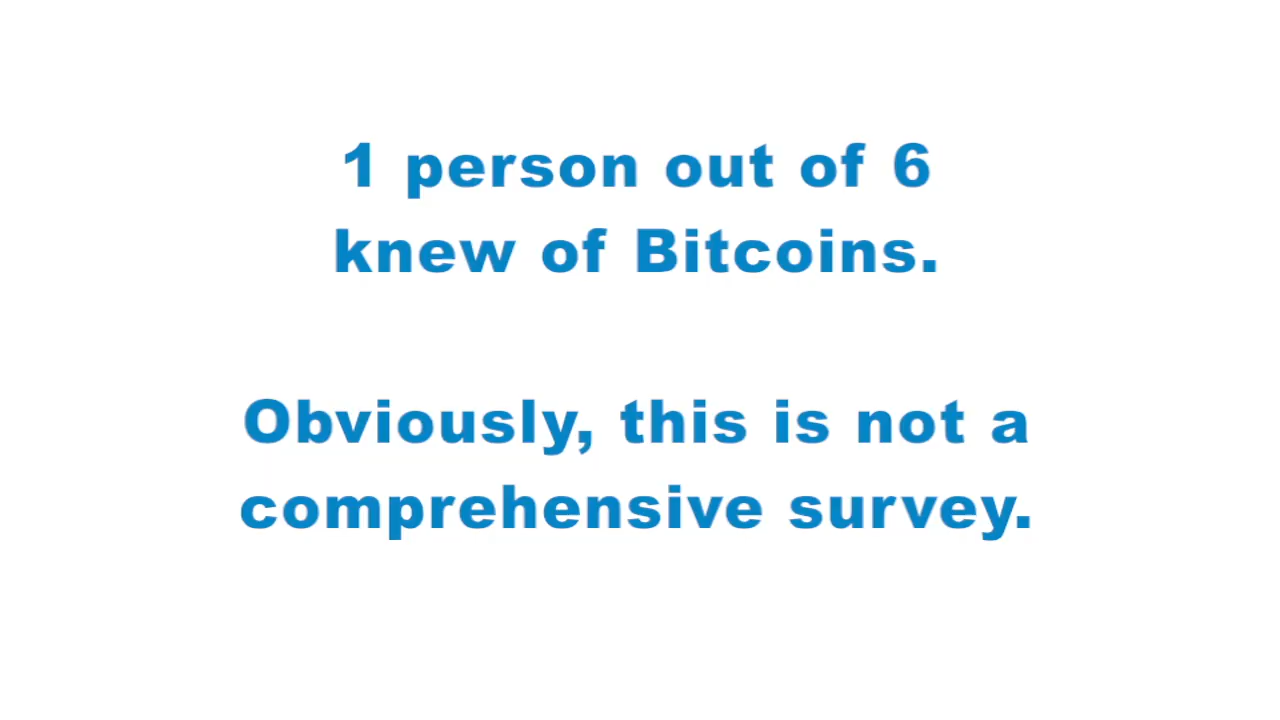 1 person out of 6
knew of Bitcoins.
Obviously, this is not a
comprehensive survey.